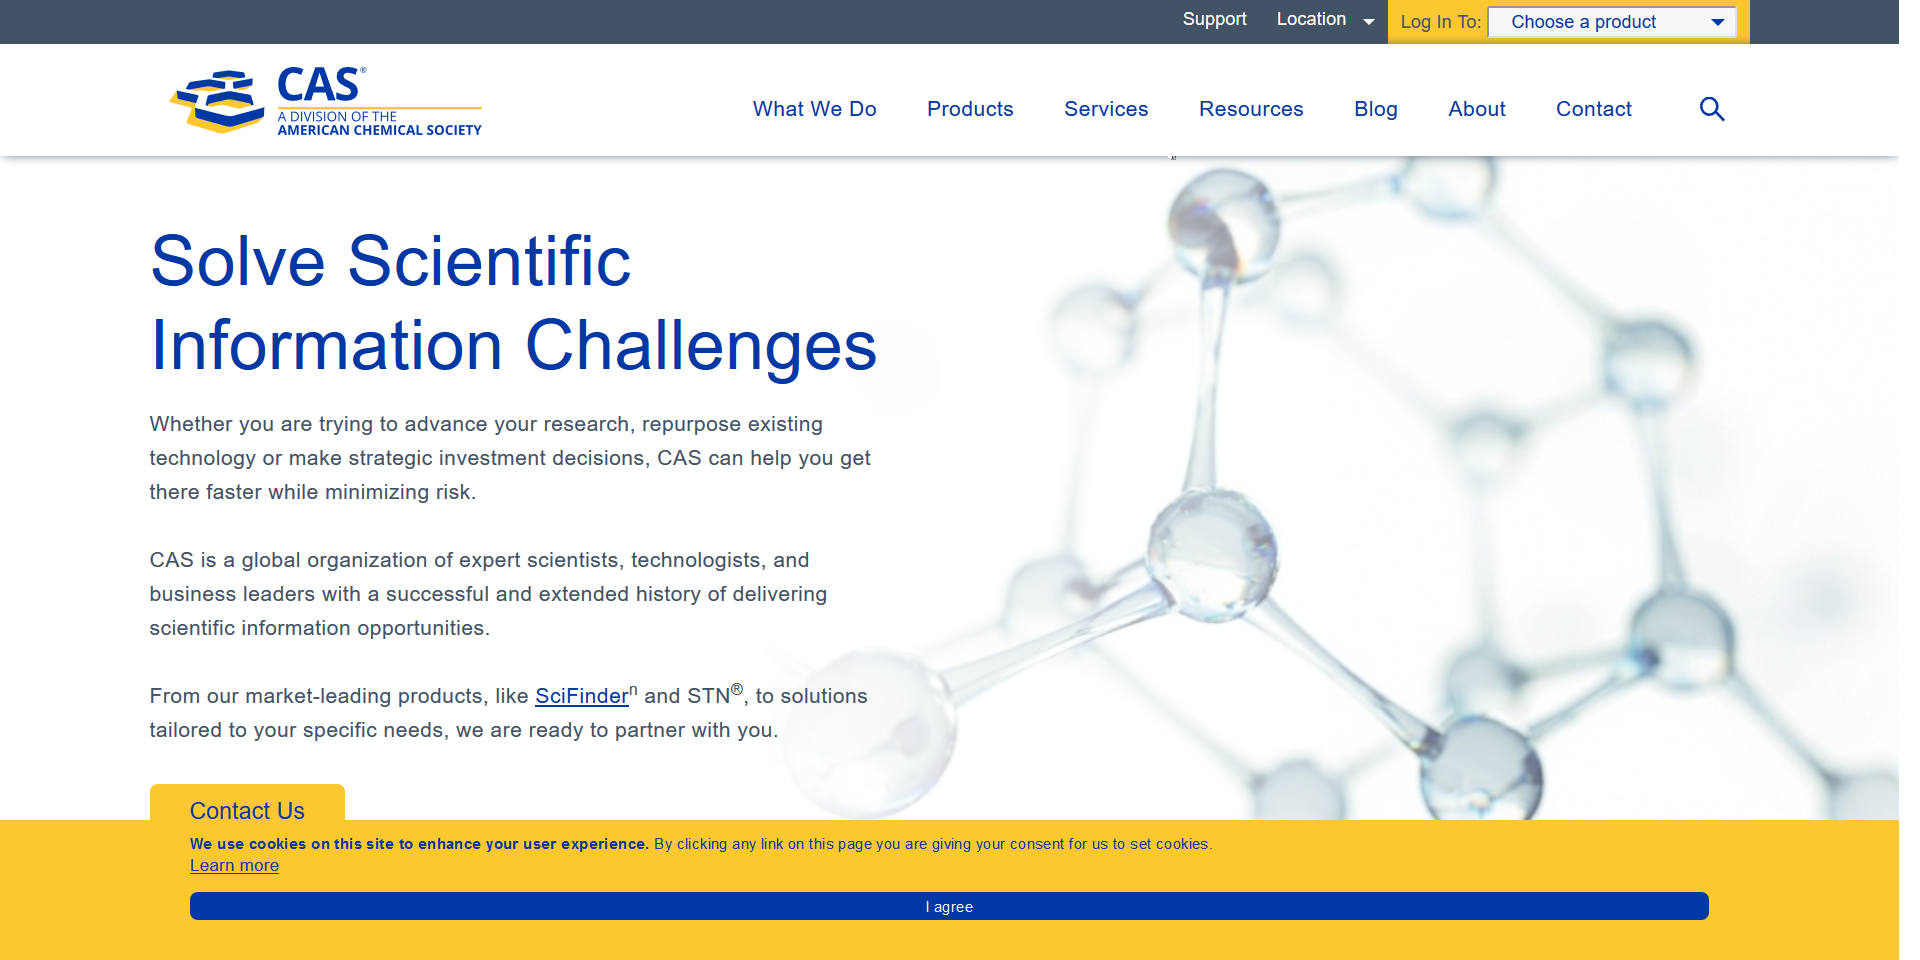 Support Location Log In To: Choose a product
CAS®
A DIVISION OF THE
AMERICAN CHEMICAL SOCIETY
What We Do Products Services Resources Blog About Contact
Solve Scientific
Information Challenges
Whether you are trying to advance your research, repurpose existing
technology or make strategic investment decisions, CAS can help you get
there faster while minimizing risk.
CAS is a global organization of expert scientists, technologists, and
business leaders with a successful and extended history of delivering
scientific information opportunities.
From our market-leading products, like SciFinderⁿ and STN®, to solutions
tailored to your specific needs, we are ready to partner with you.
Contact Us
We use cookies on this site to enhance your user experience. By clicking any link on this page you are giving your consent for us to set cookies.
Learn more
I agree